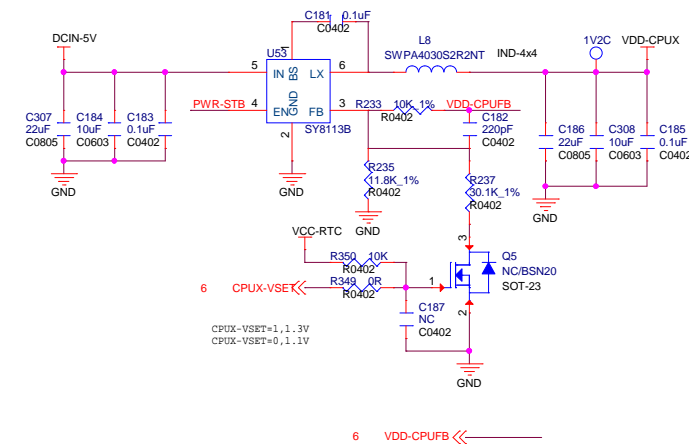 C181 0.1uF
C0402
DCIN-5V
U53
1
5 IN BS LX 6
GND
PWR-STB 4 EN FB 3
2
SY8113B
GND
L8
SWPA4030S2R2NT IND-4x4
1V2C VDD-CPUX
R233 10K_1% VDD-CPUFB
R0402
C182
220pF
C0402
C307
22uF
C0805
C184
10uF
C0603
C183
0.1uF
C0402
GND
C186
22uF
C0805
C308
10uF
C0603
C185
0.1uF
C0402
GND
R235
11.8K_1%
R0402
GND
R237
30.1K_1%
R0402
VCC-RTC
R350 10K
R0402
6 CPUX-VSET R349 0R
R0402
3
Q5
NC/BSN20
SOT-23
1
2
C187
NC
C0402
GND
CPUX-VSET=1,1.3V
CPUX-VSET=0,1.1V
6 VDD-CPUFB